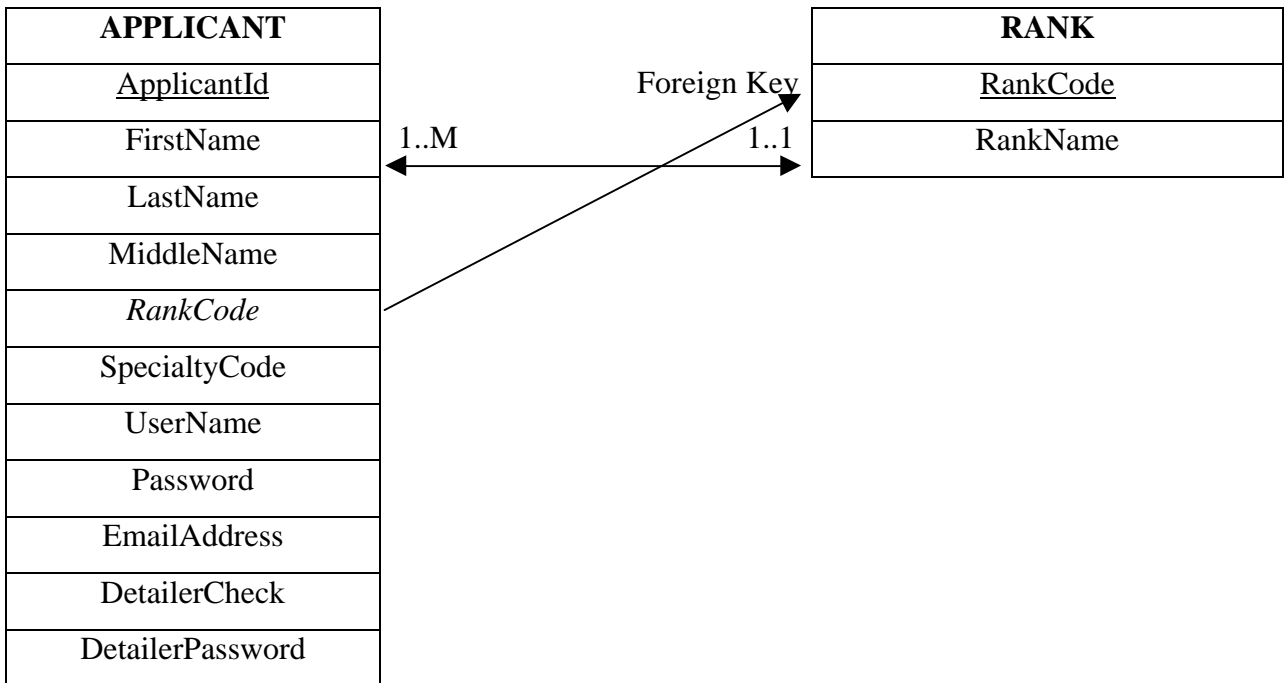 APPLICANT
ApplicantId
FirstName
LastName
MiddleName
RankCode
SpecialtyCode
UserName
Password
EmailAddress
DetailerCheck
DetailerPassword
Foreign Key
1..M
1..1
RANK
RankCode
RankName